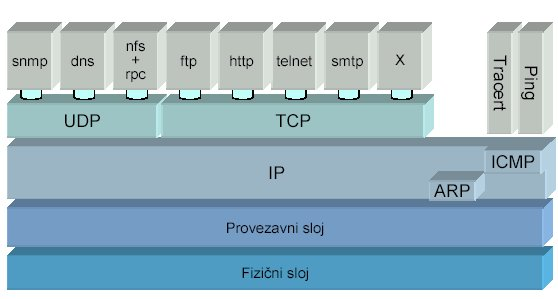 snmp
dns
nfs
+
rpc
ftp
http
telnet
smtp
X
Tracert
Ping
UDP
TCP
IP
ICMP
ARP
Provezavni sloj
Fizični sloj